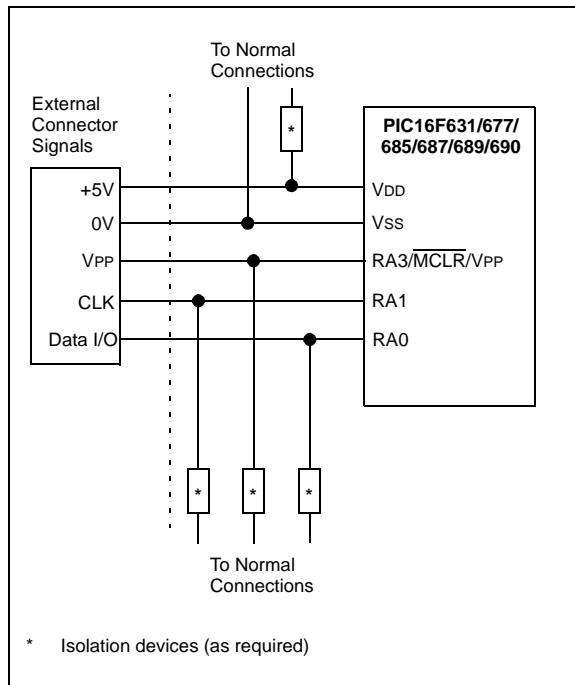 To Normal
Connections
External
Connector
Signals
*
PIC16F631/677/
685/687/689/690
+5V
VDD
0V
VSS
VPP
RA3/MCLR/VPP
CLK
RA1
Data I/O
RA0
* * *
To Normal
Connections
* Isolation devices (as required)